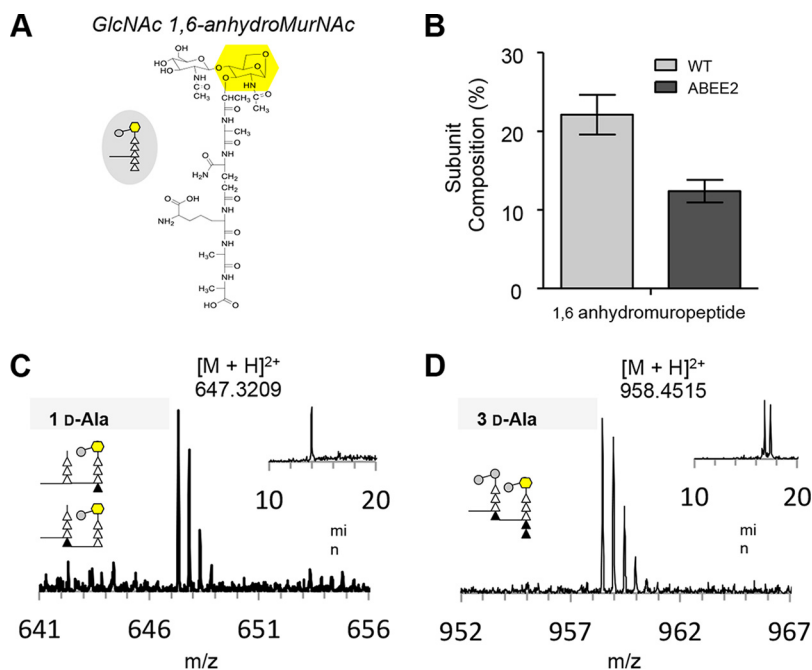 A
GlcNAc 1,6-anhydroMurNAc
OH
HO
HO
OH
O
O
O
O
O
NH
C=O
CH₃
O
HN
CHCH₃
C
O
CH₃
O
NH
CH₃
O
NH
O
H₂N
CH₂
CH₂
O
NH
O
OH
NH₂
O
NH
H₃C
O
NH
H₃C
O
HO
B
Subunit
Composition (%)
30
20
10
0
WT
ABEE2
1,6 anhydromuropeptide
C
[M + H]²⁺
647.3209
1 D-Ala
10
20
mi
n
641
646
651
656
m/z
D
[M + H]²⁺
958.4515
3 D-Ala
10
20
mi
n
952
957
962
967
m/z